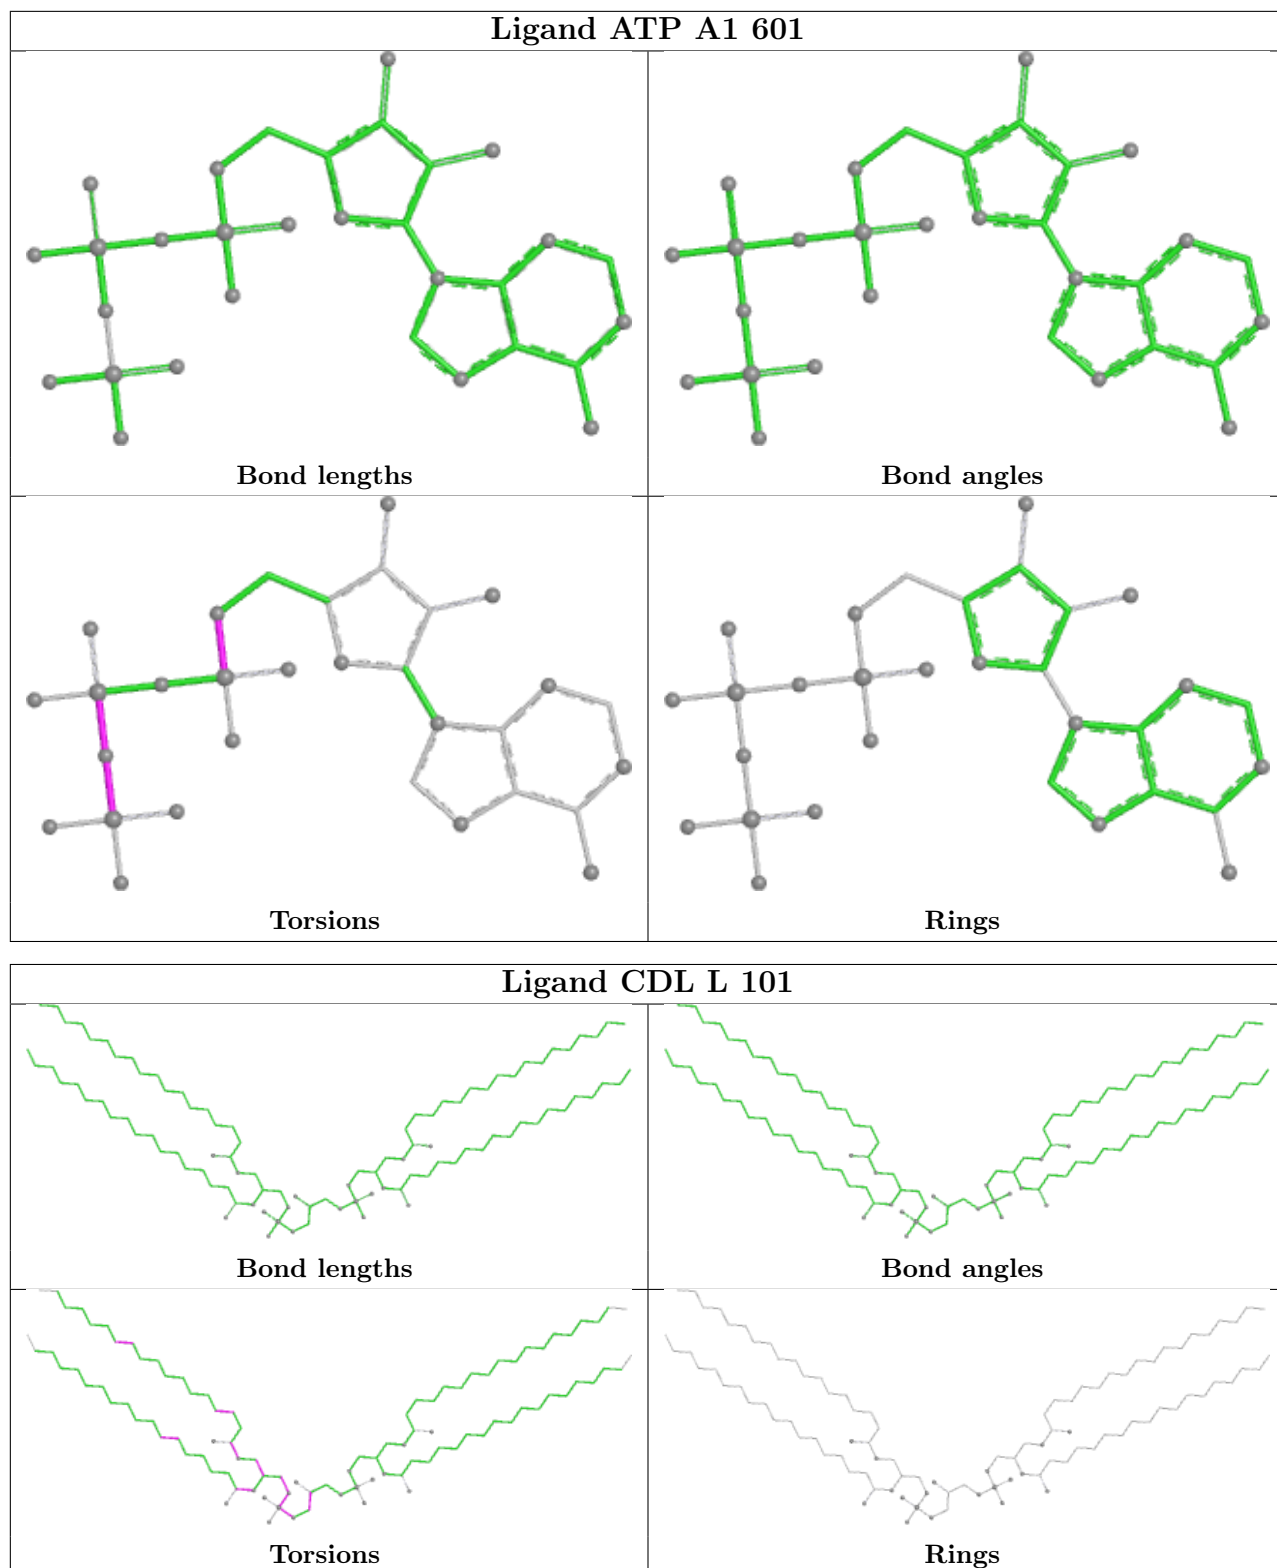 Ligand ATP A1 601
Bond lengths
Bond angles
Torsions
Rings
Ligand CDL L 101
Bond lengths
Bond angles
Torsions
Rings